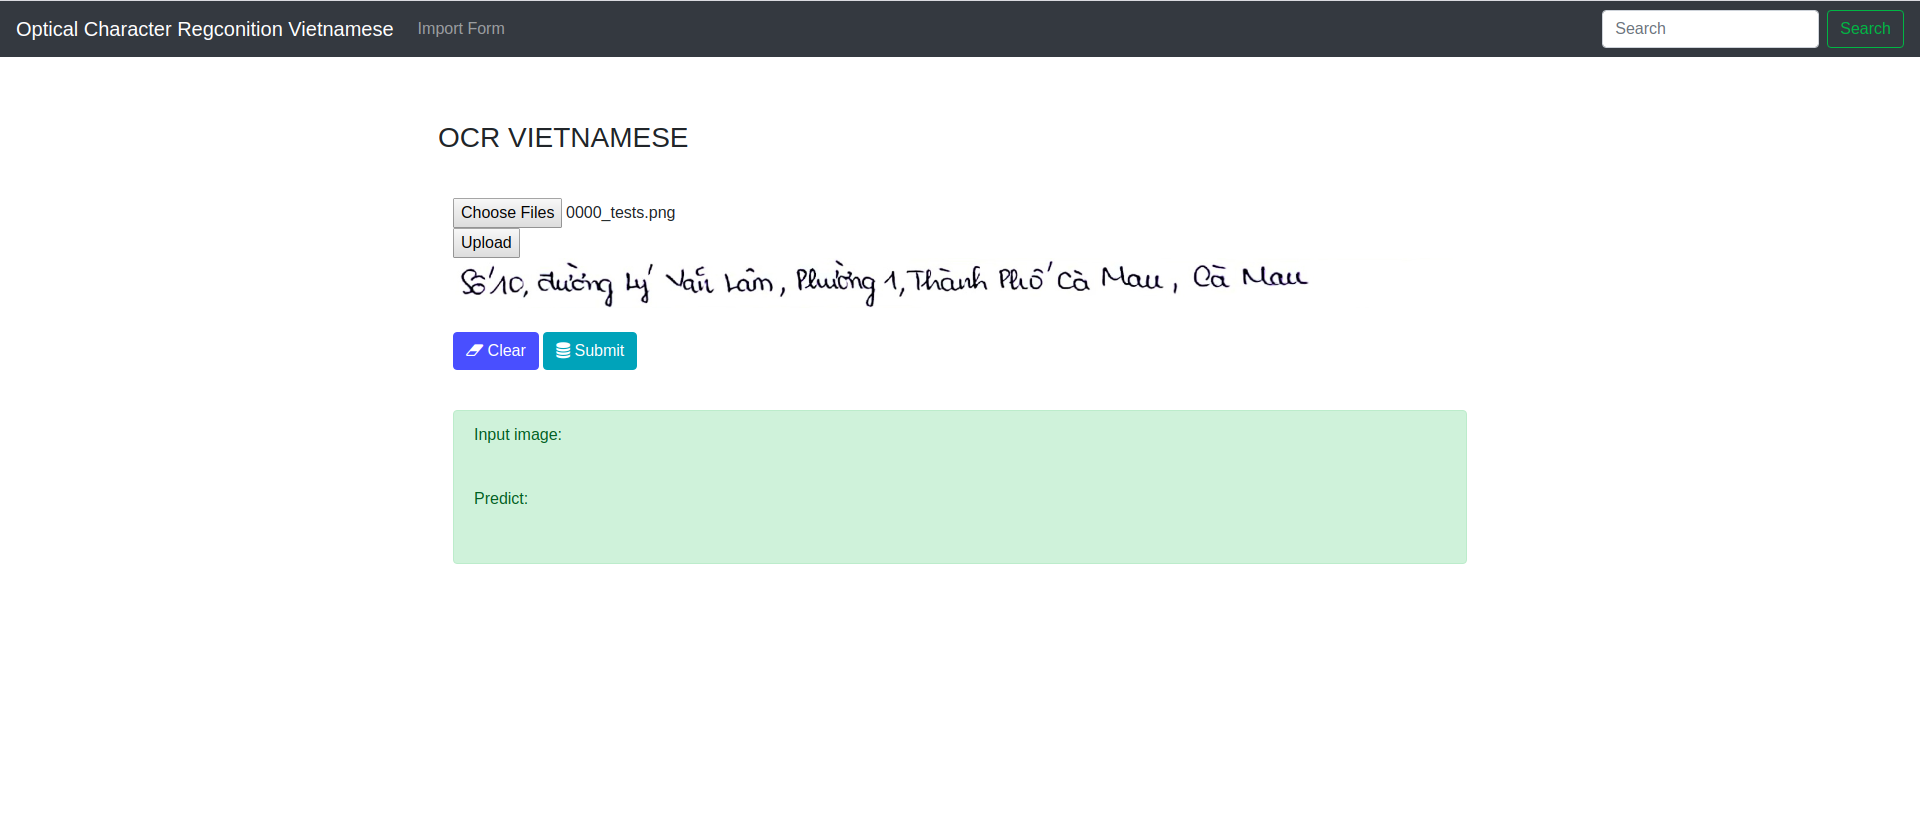 Optical Character Regconition Vietnamese Import Form Search Search
OCR VIETNAMESE
Choose Files 0000_tests.png
Upload
Số 10, đường Lý Văn Lâm, Phường 1, Thành Phố Cà Mau, Cà Mau
Clear Submit
Input image:
Predict: